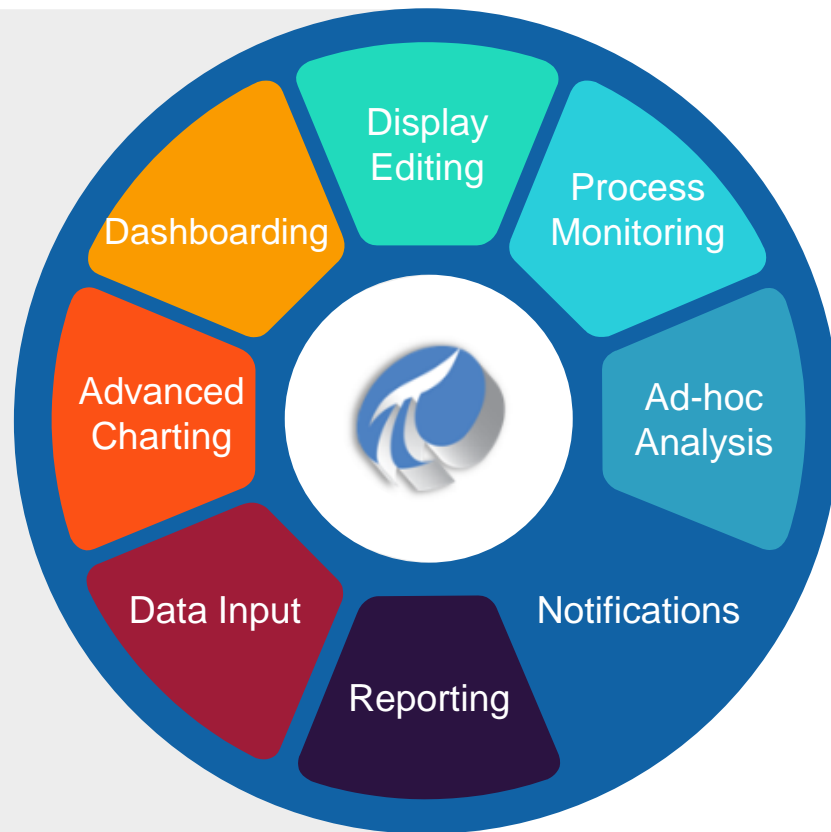 Display
Editing
Process
Monitoring
Dashboarding
Advanced
Charting
Ad-hoc
Analysis
Data Input
Notifications
Reporting